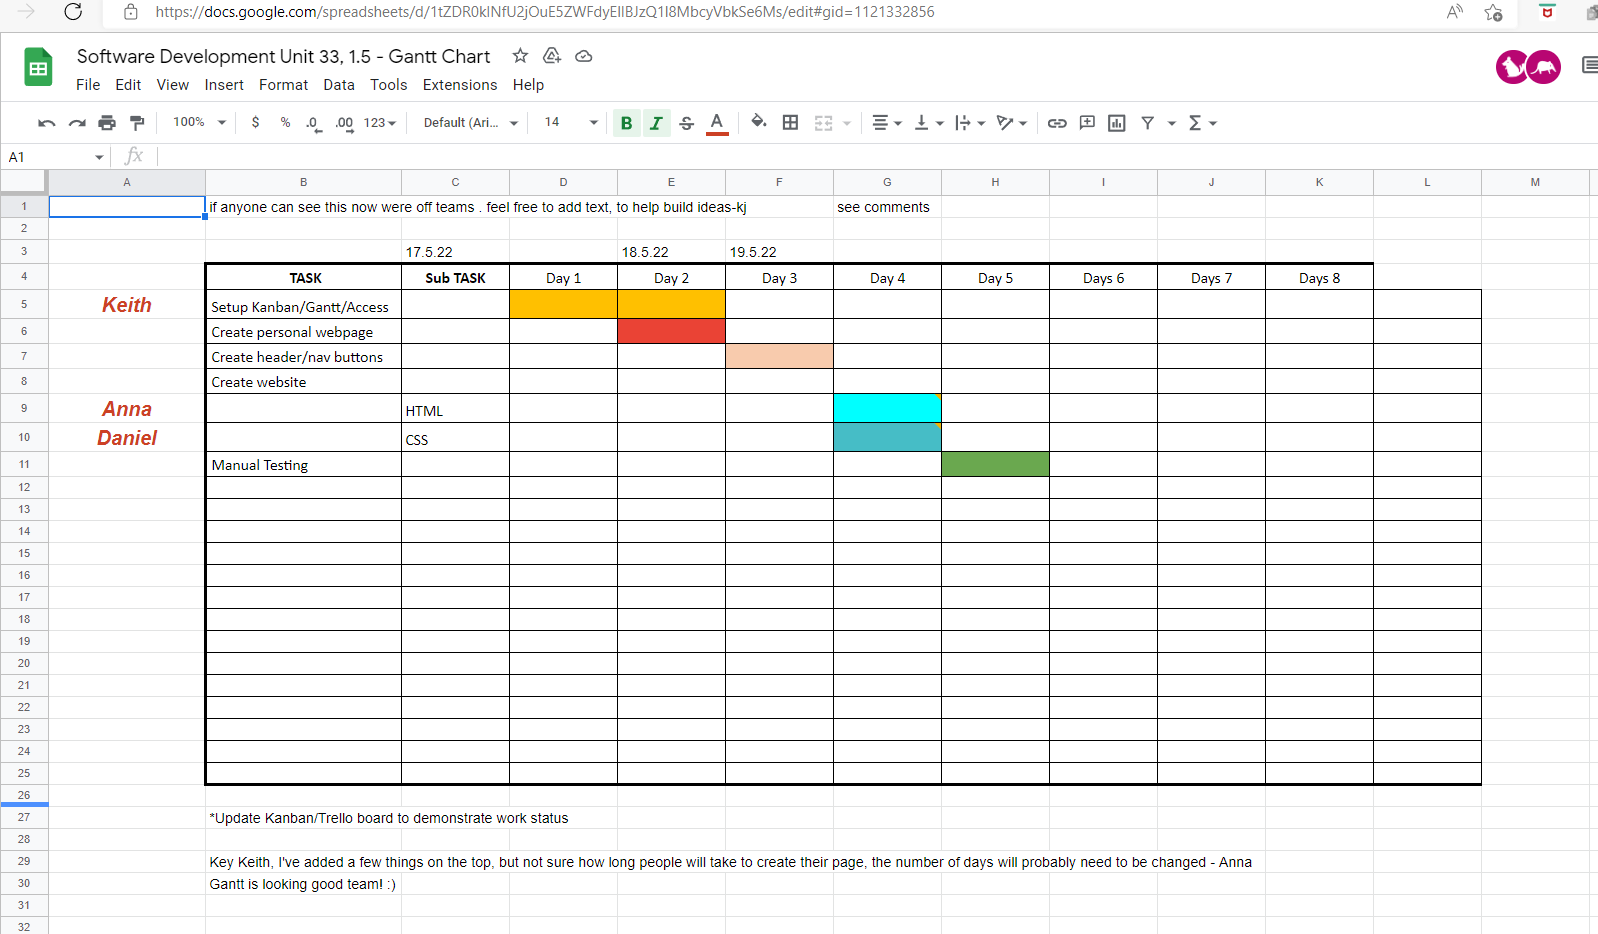 https://docs.google.com/spreadsheets/d/1tZDR0kINfU2jOuE5ZWFdyEIlBJzQ1I8MbcyVbkSe6Ms/edit#gid=1121332856
Software Development Unit 33, 1.5 - Gantt Chart
File Edit View Insert Format Data Tools Extensions Help
100% $ % .0 .00 123 Default (Ari... 14 B I S A
A1 fx
A B C D E F G H I J K L M
1 if anyone can see this now were off teams . feel free to add text, to help build ideas-kj see comments
2
3 17.5.22 18.5.22 19.5.22
4 TASK Sub TASK Day 1 Day 2 Day 3 Day 4 Day 5 Days 6 Days 7 Days 8
5 Keith Setup Kanban/Gantt/Access
6 Create personal webpage
7 Create header/nav buttons
8 Create website
9 Anna HTML
10 Daniel CSS
11 Manual Testing
12
13
14
15
16
17
18
19
20
21
22
23
24
25
26
27 *Update Kanban/Trello board to demonstrate work status
28
29 Key Keith, I've added a few things on the top, but not sure how long people will take to create their page, the number of days will probably need to be changed - Anna
30 Gantt is looking good team! :)
31
32